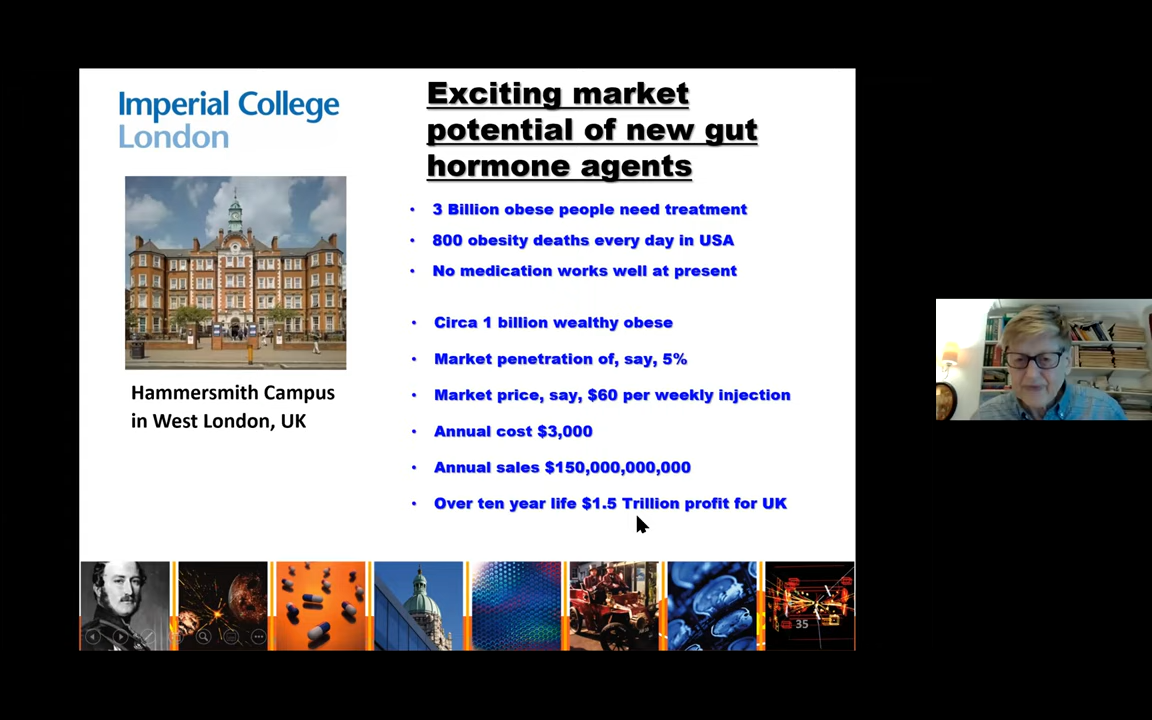 Imperial College
London
Exciting market
potential of new gut
hormone agents
• 3 Billion obese people need treatment
• 800 obesity deaths every day in USA
• No medication works well at present
• Circa 1 billion wealthy obese
• Market penetration of, say, 5%
• Market price, say, $60 per weekly injection
• Annual cost $3,000
• Annual sales $150,000,000,000
• Over ten year life $1.5 Trillion profit for UK
Hammersmith Campus
in West London, UK
35